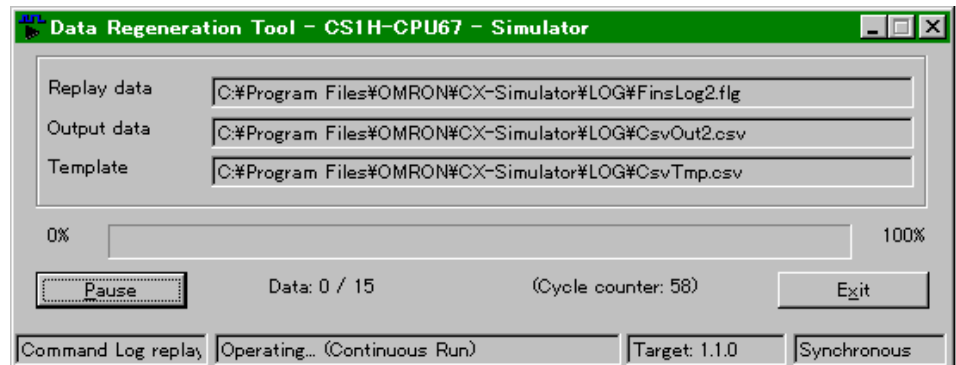 Data Regeneration Tool - CS1H-CPU67 - Simulator
Replay data C:¥Program Files¥OMRON¥CX-Simulator¥LOG¥FinsLog2.flg
Output data C:¥Program Files¥OMRON¥CX-Simulator¥LOG¥CsvOut2.csv
Template C:¥Program Files¥OMRON¥CX-Simulator¥LOG¥CsvTmp.csv
0% 100%
Pause Data: 0 / 15 (Cycle counter: 58) Exit
Command Log replay Operating... (Continuous Run) Target: 1.1.0 Synchronous